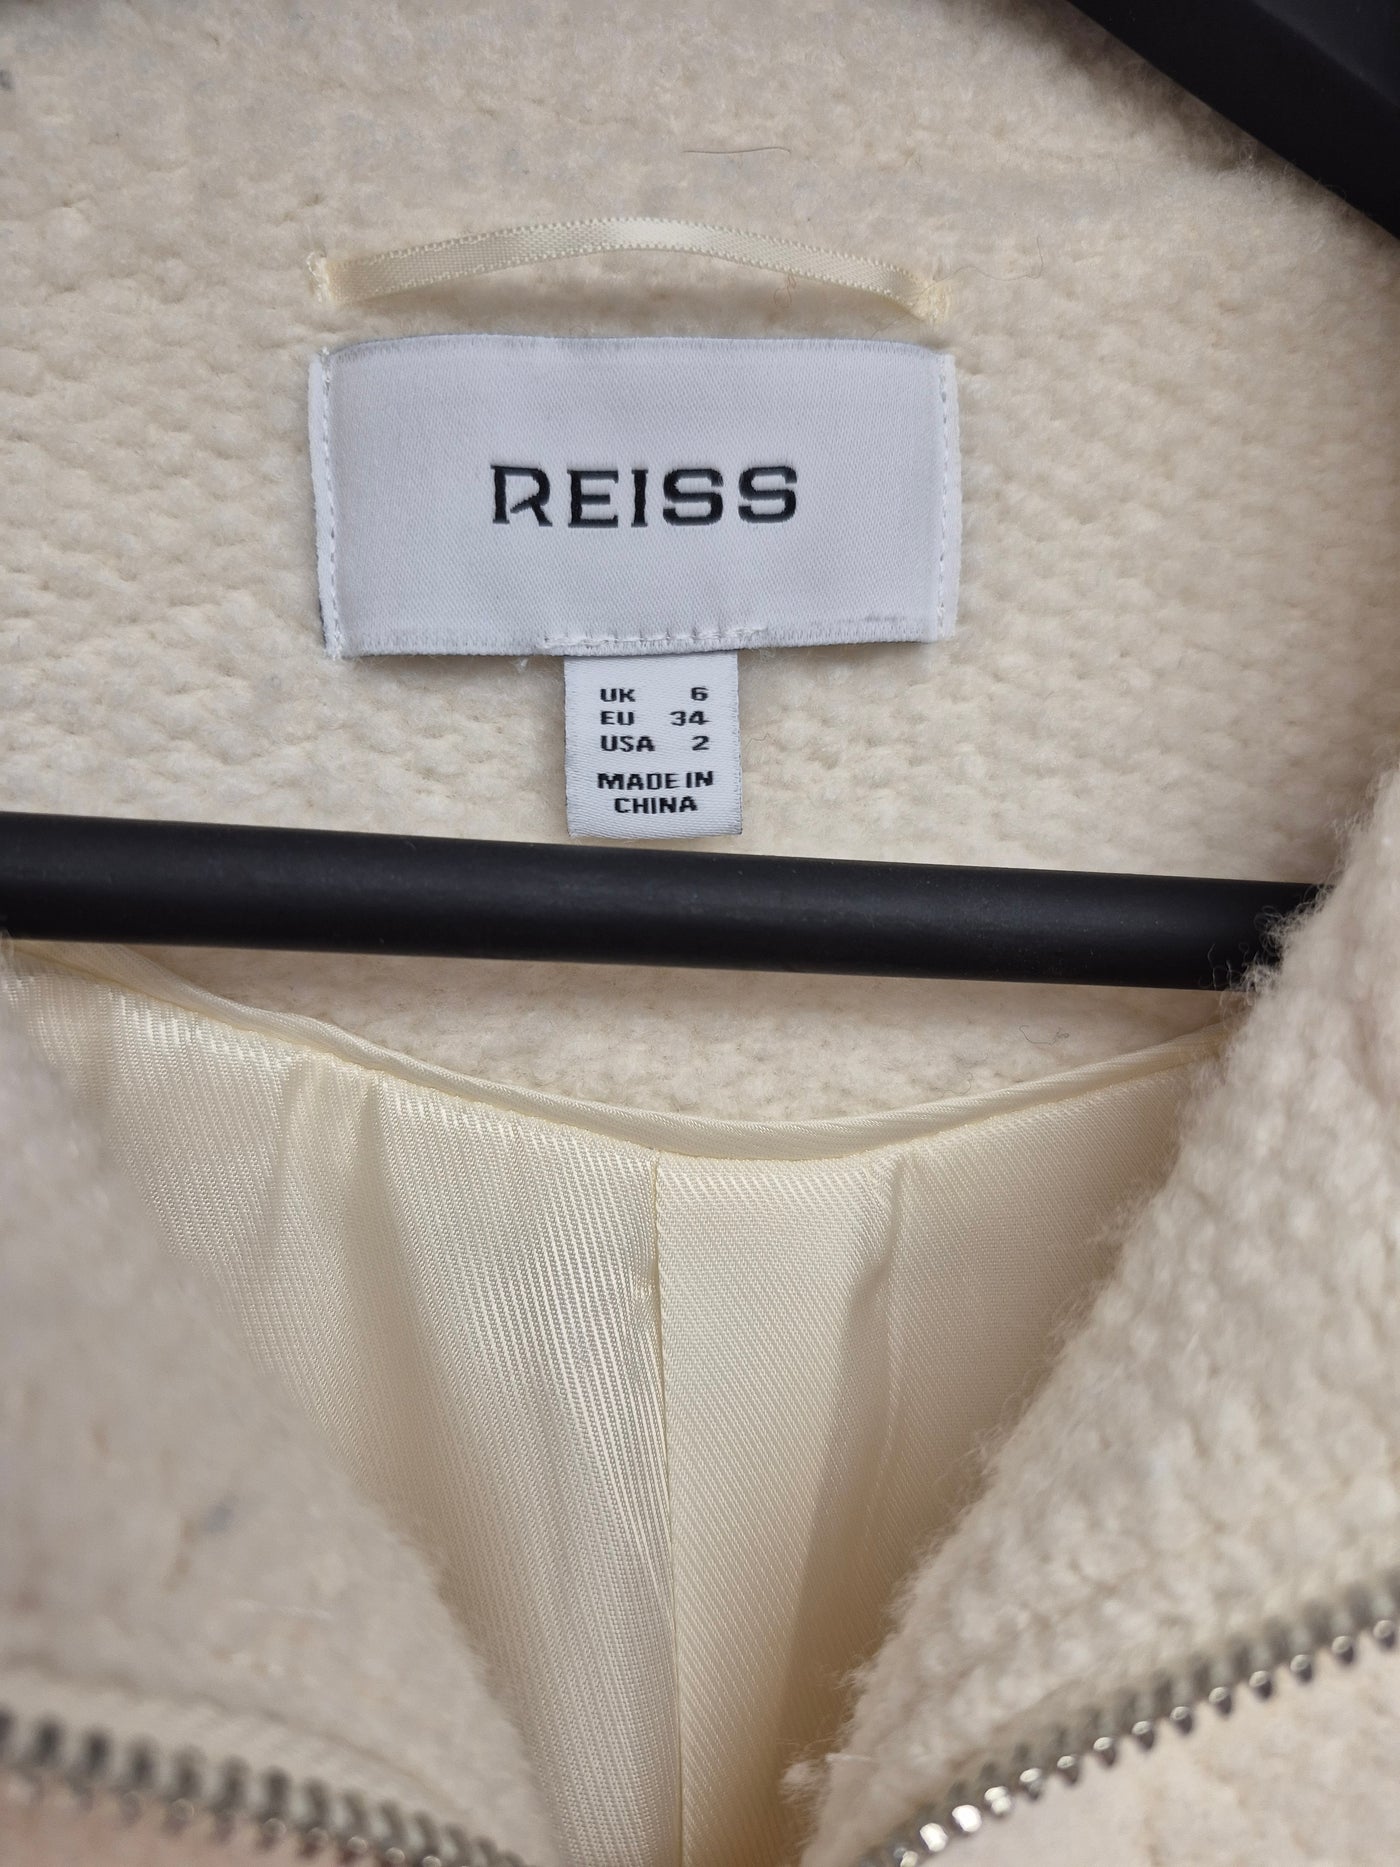 REISS
UK 6
EU 34
USA 2
MADE IN
CHINA